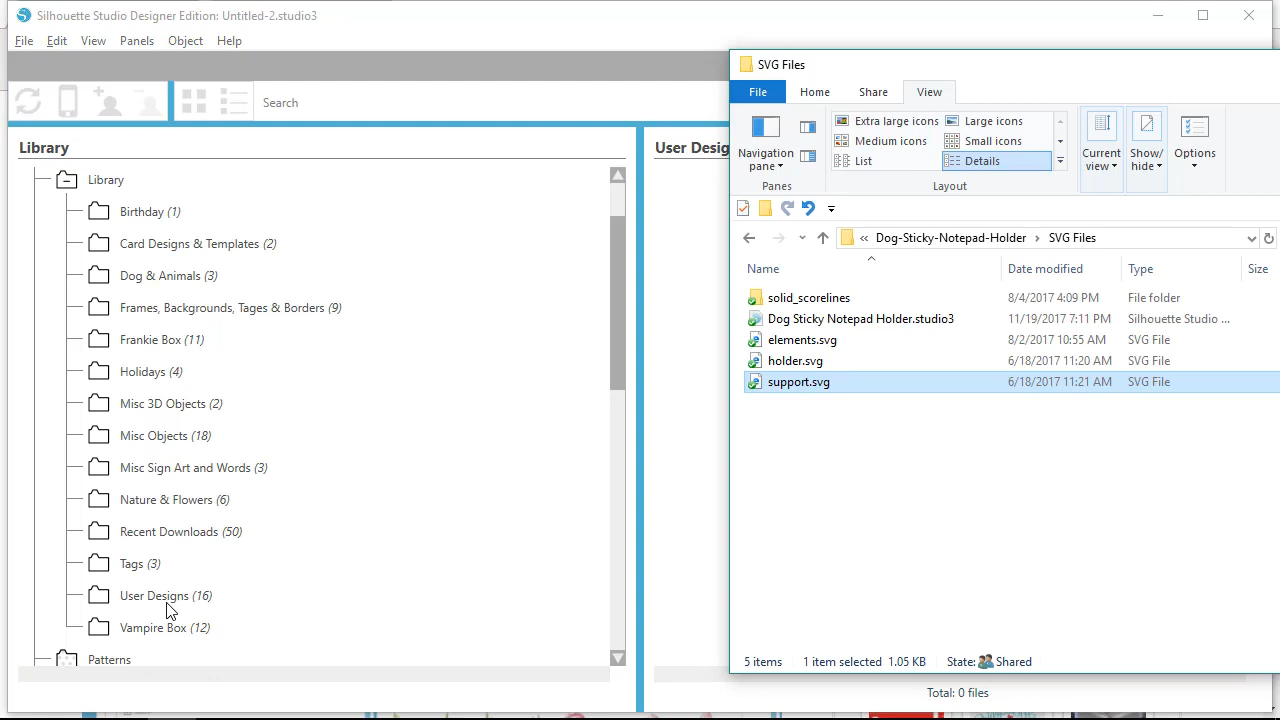 Silhouette Studio Designer Edition: Untitled-2.studio3
File Edit View Panels Object Help
Search
Library
Library
Birthday (1)
Card Designs & Templates (2)
Dog & Animals (3)
Frames, Backgrounds, Tages & Borders (9)
Frankie Box (11)
Holidays (4)
Misc 3D Objects (2)
Misc Objects (18)
Misc Sign Art and Words (3)
Nature & Flowers (6)
Recent Downloads (50)
Tags (3)
User Designs (16)
Vampire Box (12)
Patterns
User Desig
Total: 0 files
SVG Files
File Home Share View
Navigation pane
Panes
Extra large icons Large icons
Medium icons Small icons
List Details
Layout
Current view
Show/ hide
Options
« Dog-Sticky-Notepad-Holder › SVG Files
Name Date modified Type Size
solid_scorelines 8/4/2017 4:09 PM File folder
Dog Sticky Notepad Holder.studio3 11/19/2017 7:11 PM Silhouette Studio ...
elements.svg 8/2/2017 10:55 AM SVG File
holder.svg 6/18/2017 11:20 AM SVG File
support.svg 6/18/2017 11:21 AM SVG File
5 items 1 item selected 1.05 KB State: Shared